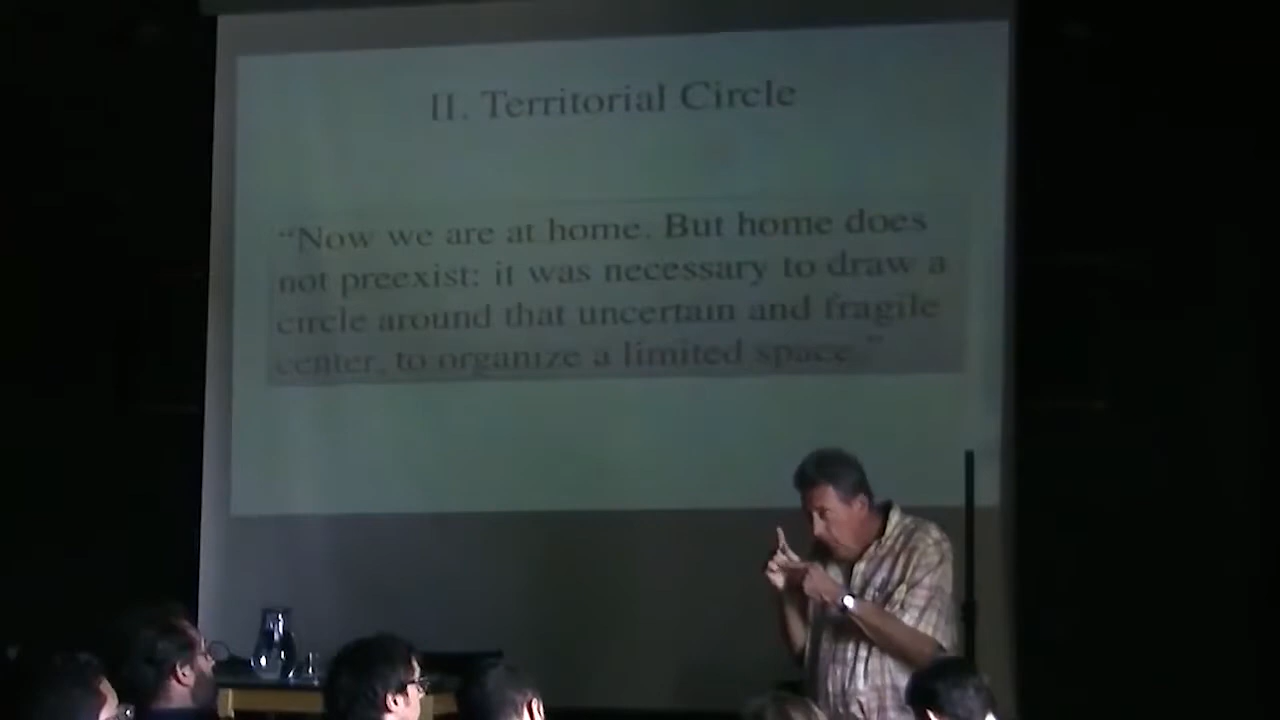 II. Territorial Circle
“Now we are at home. But home does
not preexist: it was necessary to draw a
circle around that uncertain and fragile
center, to organize a limited space.”